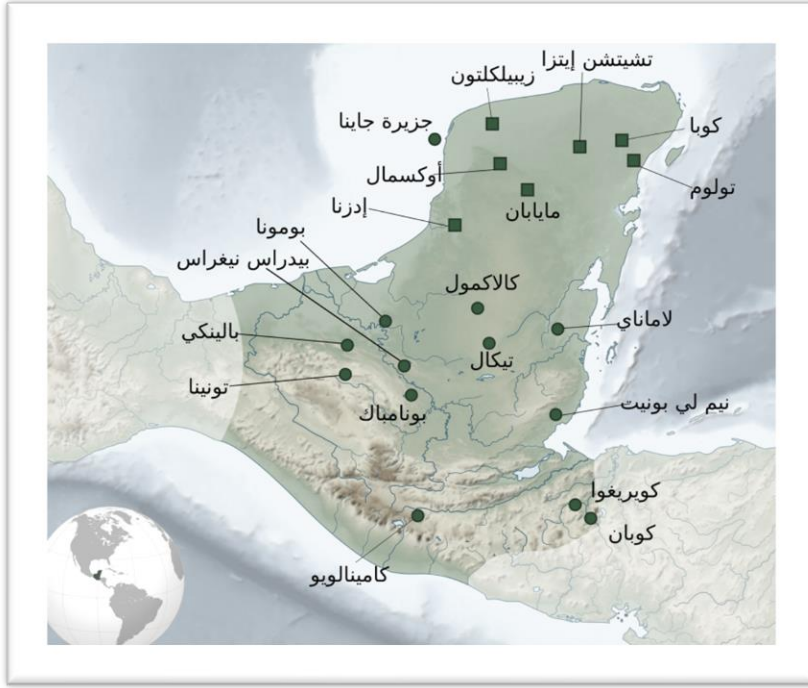 تشيتشن إيتزا
زيبيلكلتون
جزيرة جاينا
كوبا
أوكسمال
تولوم
إدزنا
مايابان
بومونا
بيدراس نيغراس
كالاكمول
لاماناي
بالينكي
تيكال
تونينا
بونامباك
نيم لي بونيت
كويريغوا
كوبان
كامينالويو